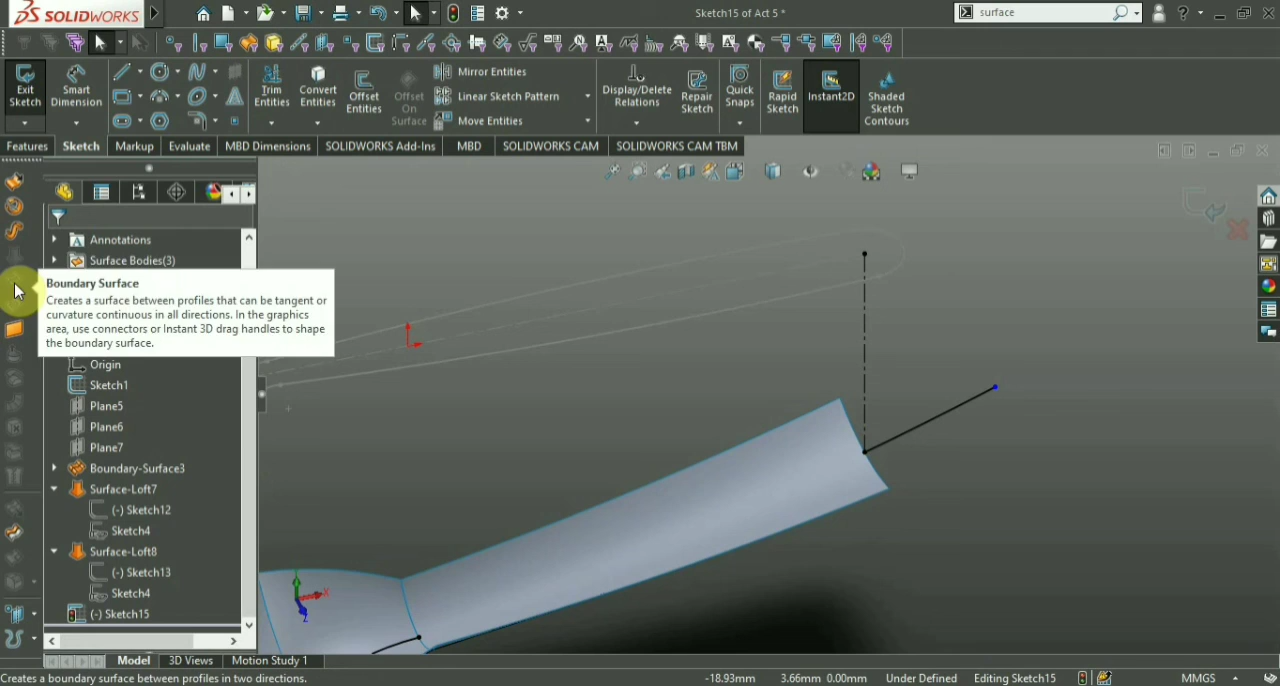 SOLIDWORKS
Sketch15 of Act 5 *
surface
Exit Sketch
Smart Dimension
Trim Entities
Convert Entities
Offset Entities
Offset On Surface
Mirror Entities
Linear Sketch Pattern
Move Entities
Display/Delete Relations
Repair Sketch
Quick Snaps
Rapid Sketch
Instant2D
Shaded Sketch Contours
Features
Sketch
Markup
Evaluate
MBD Dimensions
SOLIDWORKS Add-Ins
MBD
SOLIDWORKS CAM
SOLIDWORKS CAM TBM
Annotations
Surface Bodies(3)
Boundary Surface
Creates a surface between profiles that can be tangent or
curvature continuous in all directions. In the graphics
area, use connectors or Instant 3D drag handles to shape
the boundary surface.
Origin
Sketch1
Plane5
Plane6
Plane7
Boundary-Surface3
Surface-Loft7
(-) Sketch12
Sketch4
Surface-Loft8
(-) Sketch13
Sketch4
(-) Sketch15
X
Z
Model
3D Views
Motion Study 1
Creates a boundary surface between profiles in two directions.
-18.93mm
3.66mm 0.00mm
Under Defined
Editing Sketch15
MMGS